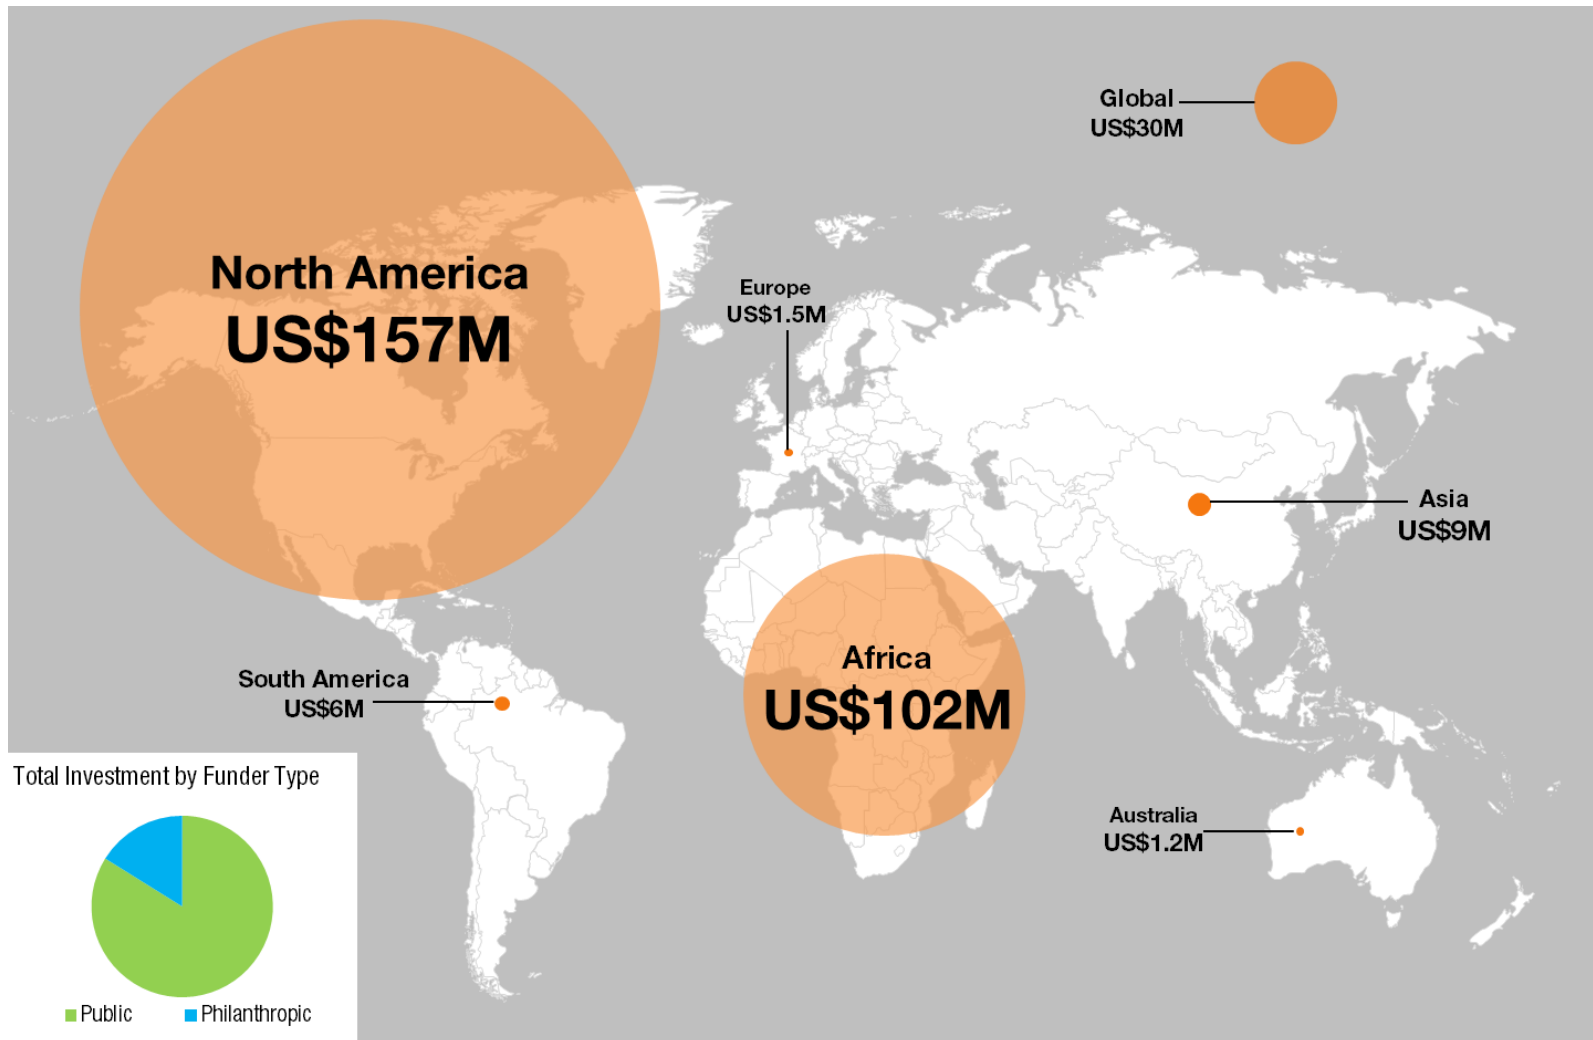 Global
US$30M
North America
US$157M
Europe
US$1.5M
Asia
US$9M
Africa
US$102M
South America
US$6M
Australia
US$1.2M
Total Investment by Funder Type
Public
Philanthropic